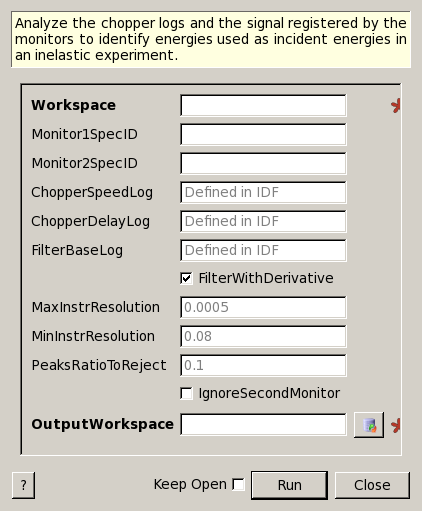 Analyze the chopper logs and the signal registered by the
monitors to identify energies used as incident energies in
an inelastic experiment.
Workspace
Monitor1SpecID
Monitor2SpecID
ChopperSpeedLog Defined in IDF
ChopperDelayLog Defined in IDF
FilterBaseLog Defined in IDF
FilterWithDerivative
MaxInstrResolution 0.0005
MinInstrResolution 0.08
PeaksRatioToReject 0.1
IgnoreSecondMonitor
OutputWorkspace
? Keep Open Run Close